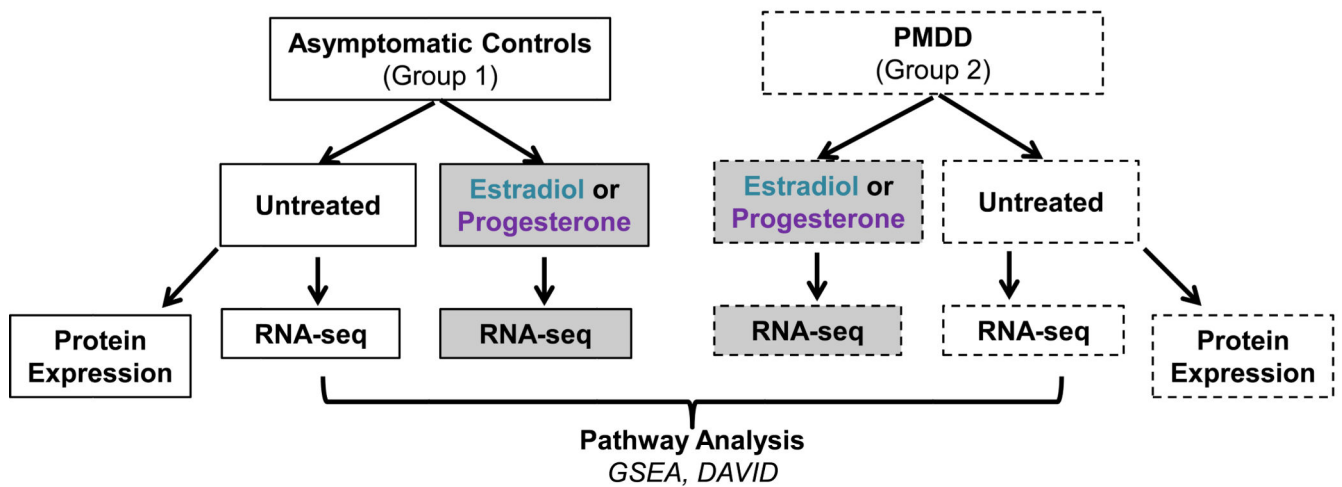 Asymptomatic Controls
(Group 1)
PMDD
(Group 2)
Untreated
Estradiol or
Progesterone
Estradiol or
Progesterone
Untreated
Protein
Expression
RNA-seq
RNA-seq
RNA-seq
RNA-seq
Protein
Expression
Pathway Analysis
GSEA, DAVID